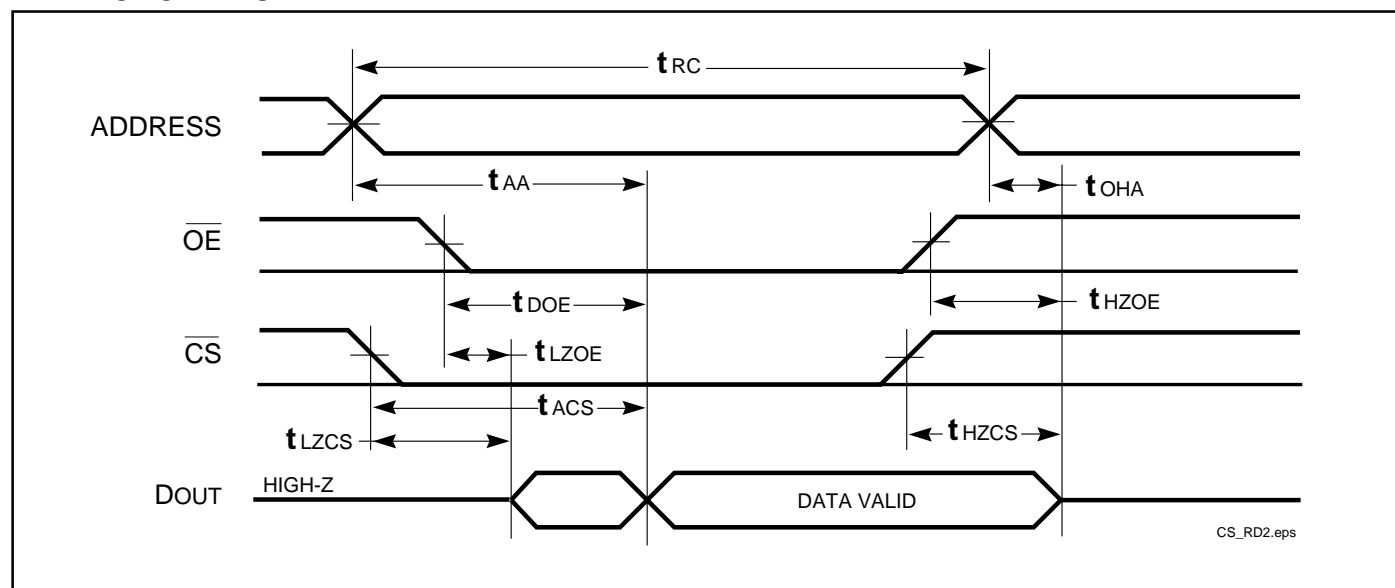 tRC
ADDRESS
tAA
tOHA
OE
tDOE
tHZOE
CS
tLZOE
tACS
tLZCS
tHZCS
DOUT
HIGH-Z
DATA VALID
CS_RD2.eps